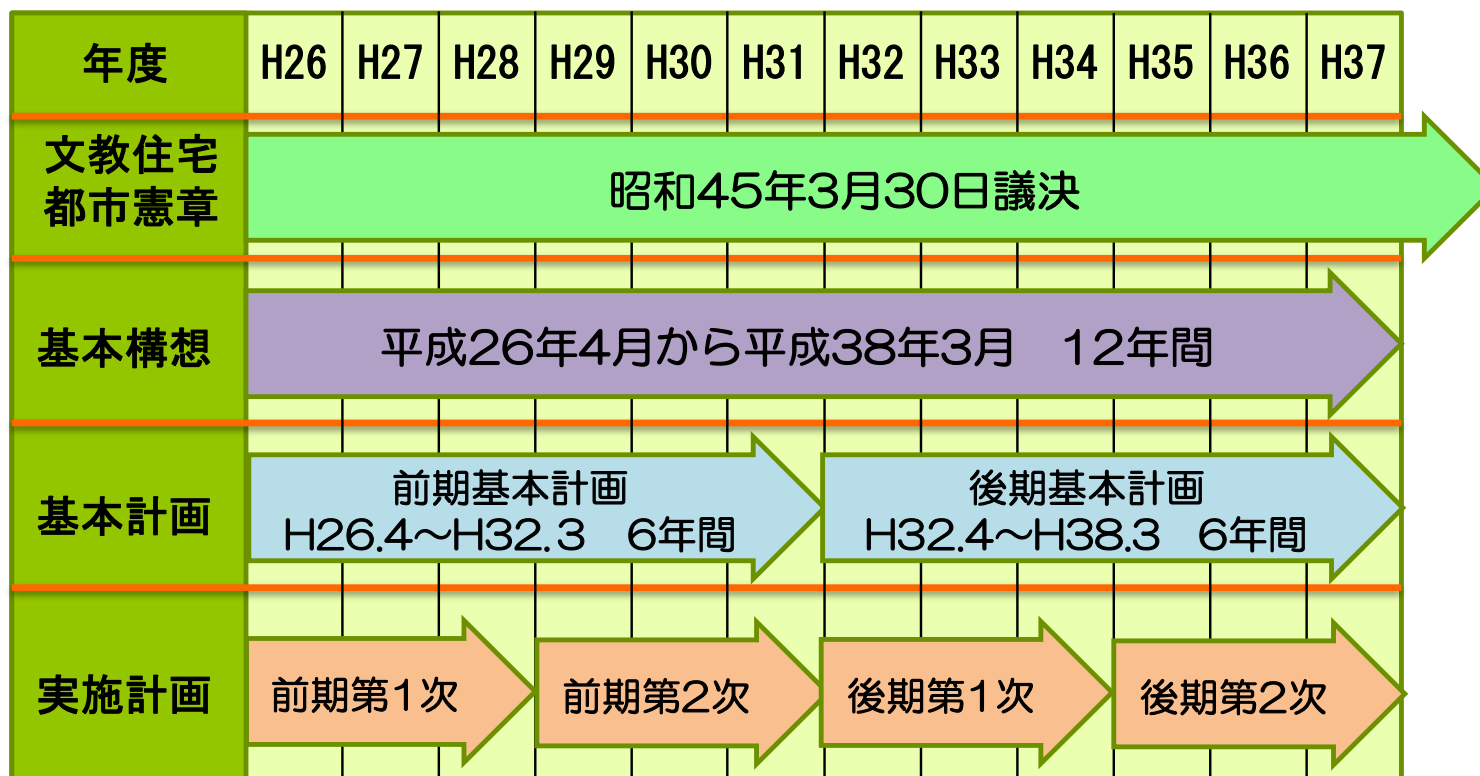 年度 H26 H27 H28 H29 H30 H31 H32 H33 H34 H35 H36 H37
文教住宅
都市憲章
昭和45年3月30日議決
基本構想
平成26年4月から平成38年3月　12年間
基本計画
前期基本計画
H26.4～H32.3　6年間
後期基本計画
H32.4～H38.3　6年間
実施計画
前期第1次
前期第2次
後期第1次
後期第2次